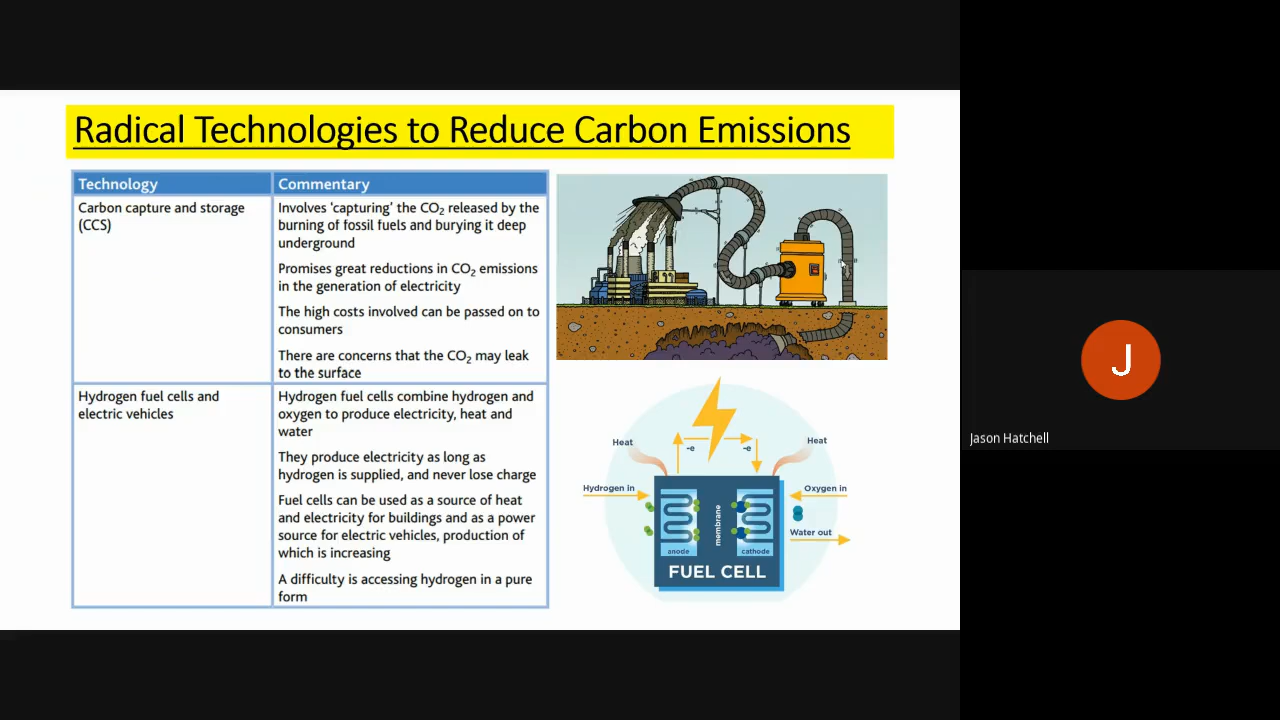 Radical Technologies to Reduce Carbon Emissions
Technology
Commentary
Carbon capture and storage
(CCS)
Involves ‘capturing’ the CO₂ released by the
burning of fossil fuels and burying it deep
underground
Promises great reductions in CO₂ emissions
in the generation of electricity
The high costs involved can be passed on to
consumers
There are concerns that the CO₂ may leak
to the surface
Hydrogen fuel cells and
electric vehicles
Hydrogen fuel cells combine hydrogen and
oxygen to produce electricity, heat and
water
They produce electricity as long as
hydrogen is supplied, and never lose charge
Fuel cells can be used as a source of heat
and electricity for buildings and as a power
source for electric vehicles, production of
which is increasing
A difficulty is accessing hydrogen in a pure
form
Heat
-e
-e
Heat
Hydrogen in
Oxygen in
Water out
membrane
anode
cathode
FUEL CELL
J
Jason Hatchell